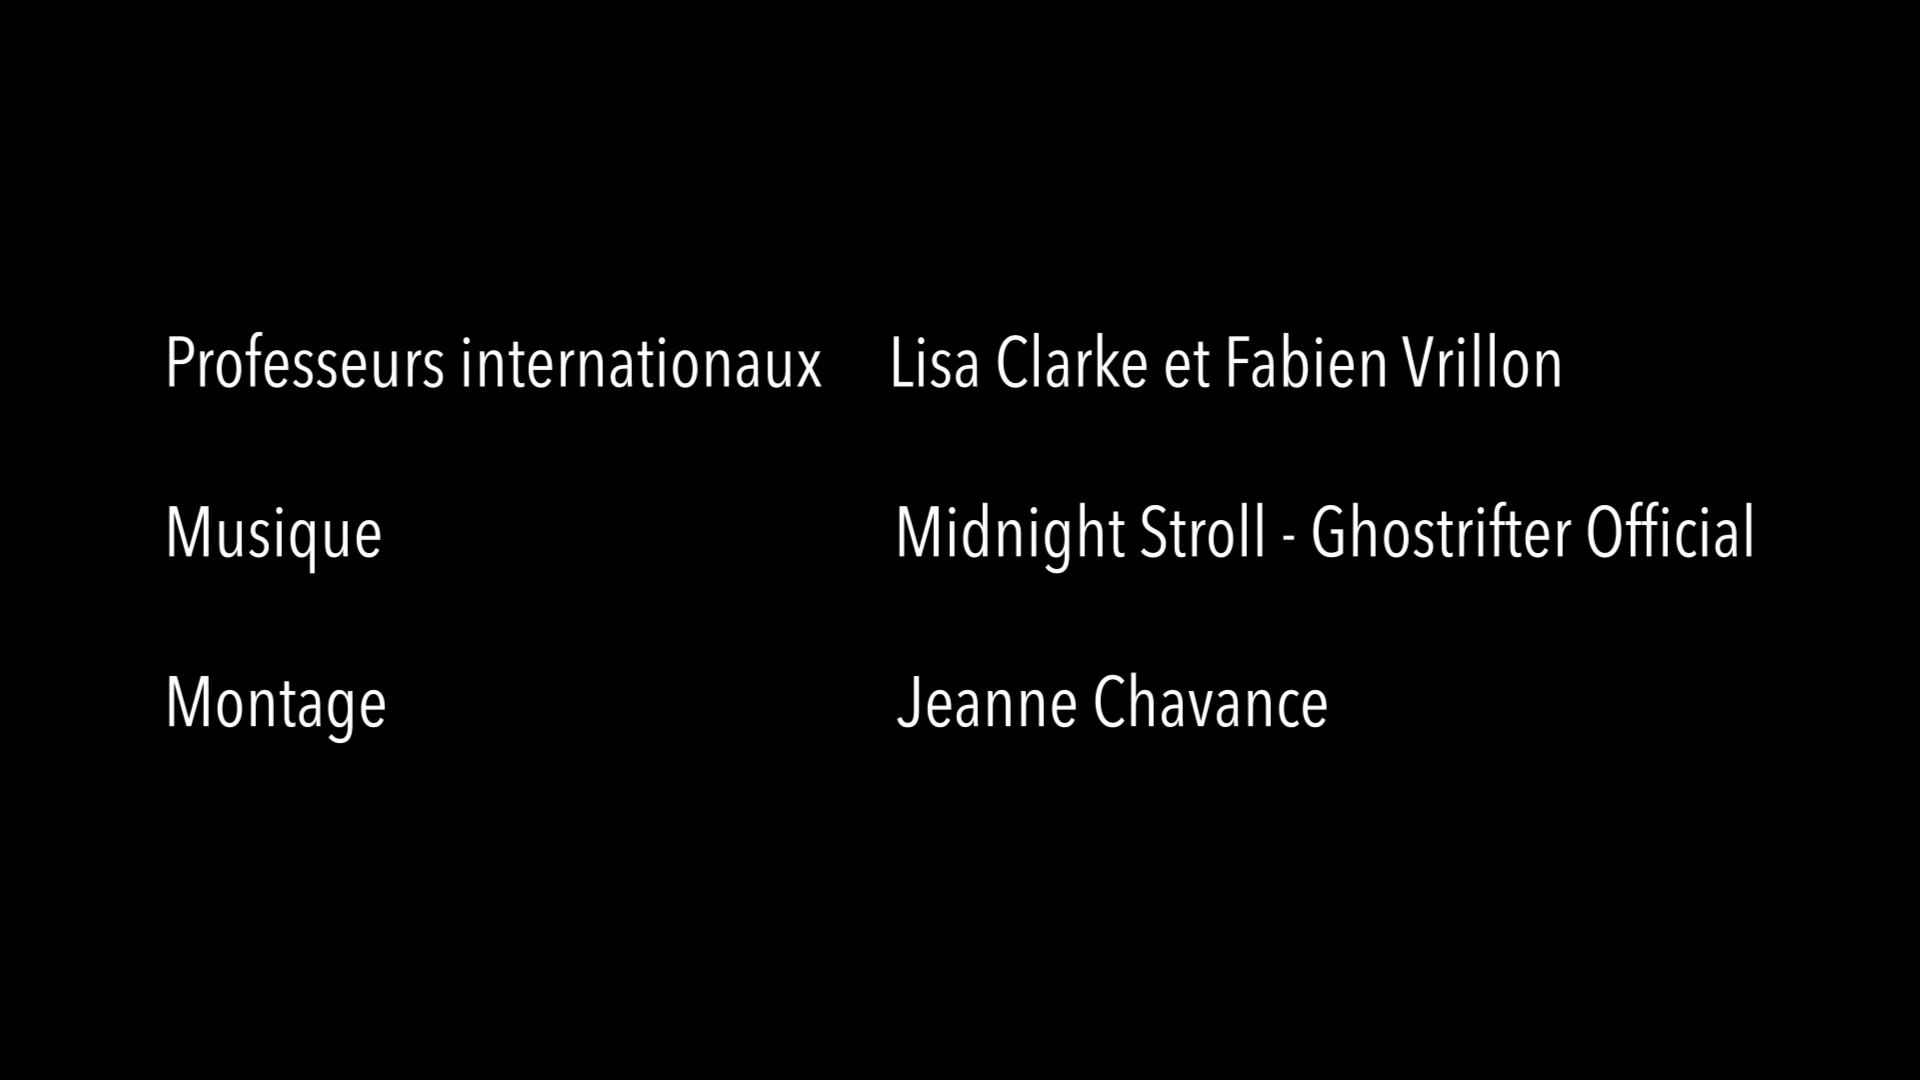 Professeurs internationaux Lisa Clarke et Fabien Vrillon
Musique Midnight Stroll - Ghostrifter Official
Montage Jeanne Chavance